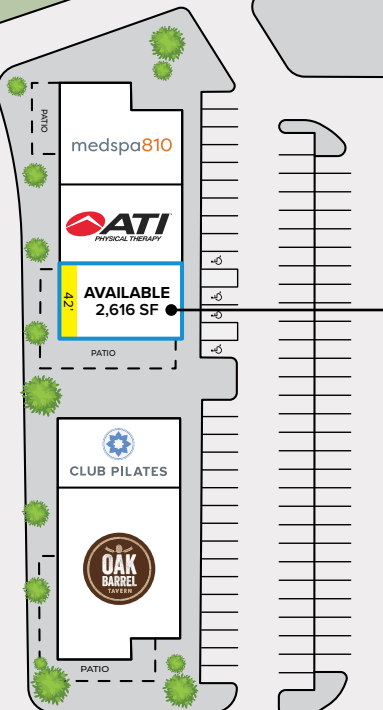 PATIO
medspa810
ATI
PHYSICAL THERAPY
42'
AVAILABLE
2,616 SF
PATIO
CLUB PILATES
OAK
BARREL
TAVERN
PATIO